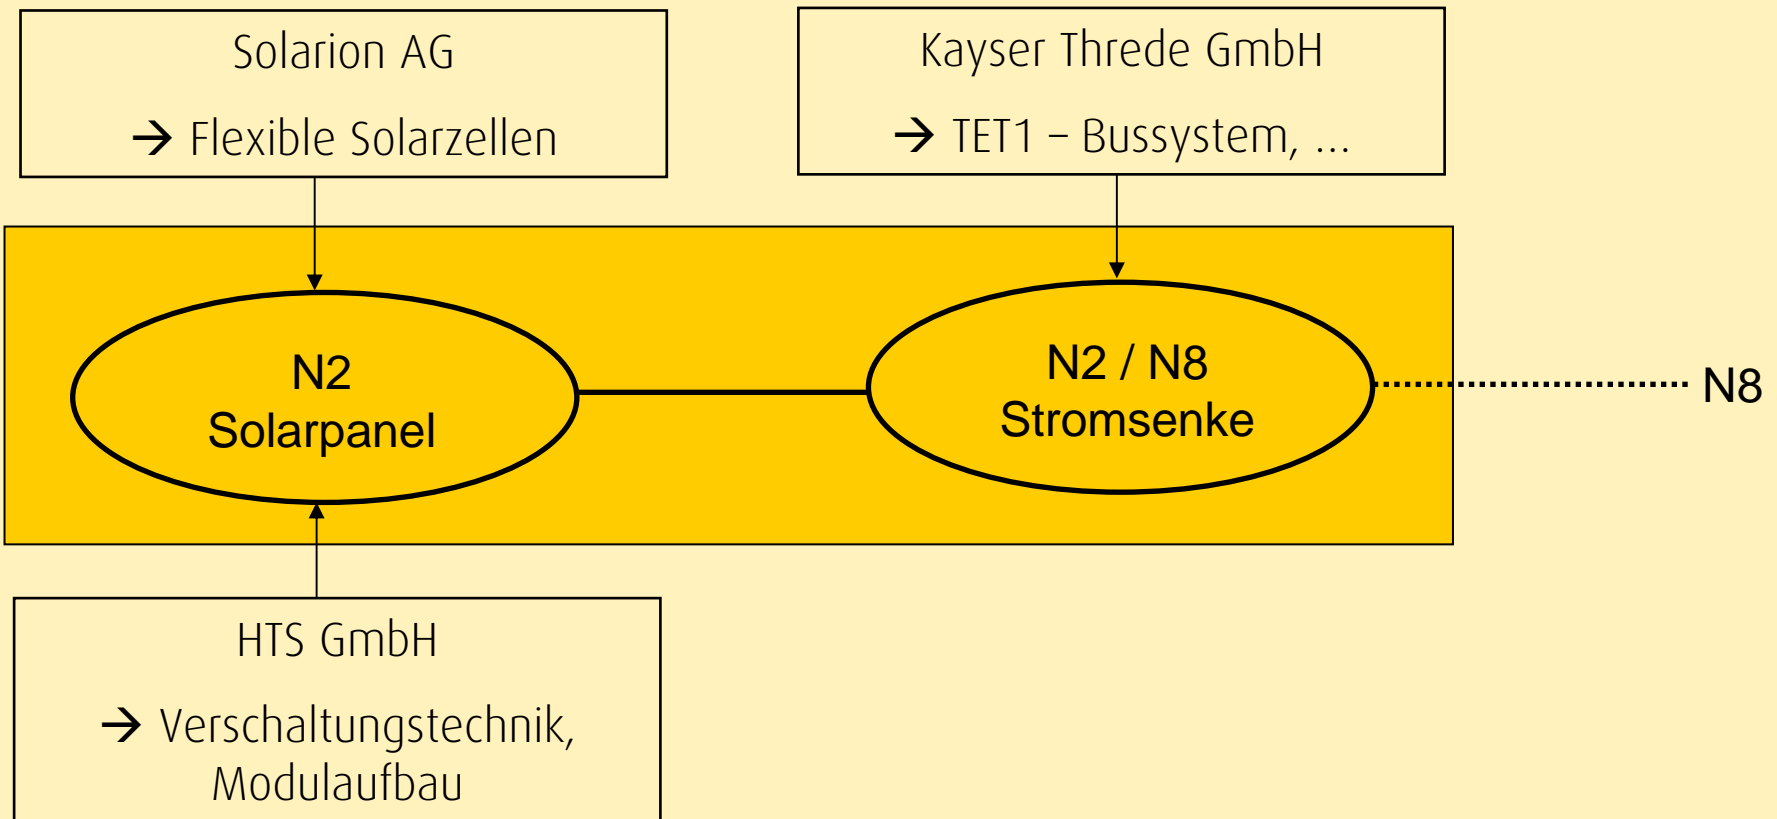 Solarion AG
→ Flexible Solarzellen
Kayser Threde GmbH
→ TET1 – Bussystem, ...
N2
Solarpanel
N2 / N8
Stromsenke
N8
HTS GmbH
→ Verschaltungstechnik,
Modulaufbau